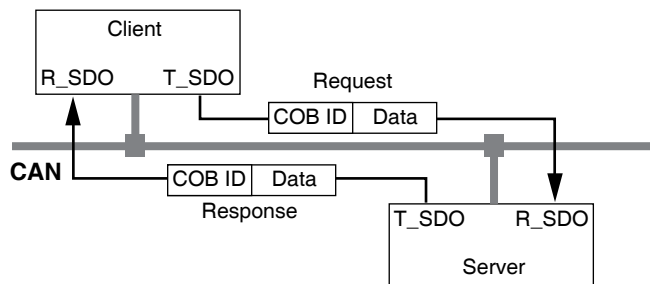 Client
R_SDO T_SDO
Request
COB ID Data
CAN
COB ID Data
Response
T_SDO R_SDO
Server